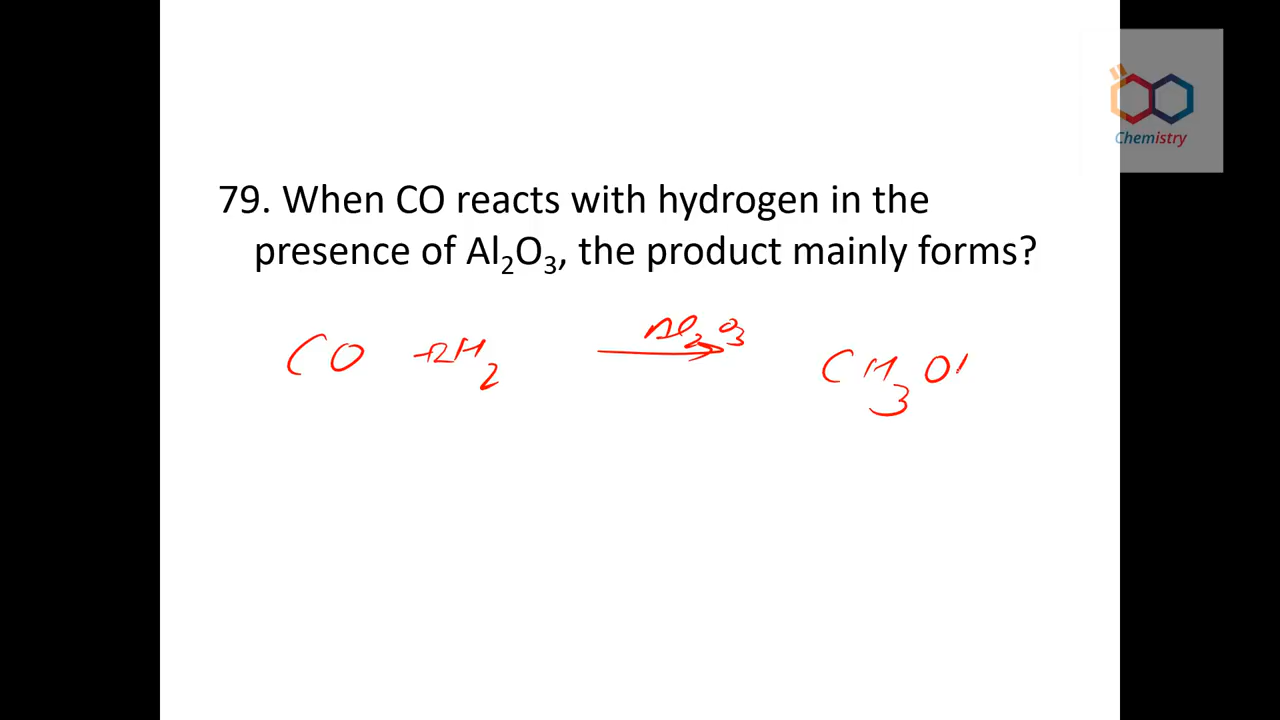 Chemistry
79. When CO reacts with hydrogen in the
presence of Al₂O₃, the product mainly forms?
Al₂O₃
CO +2H₂ CH₃O